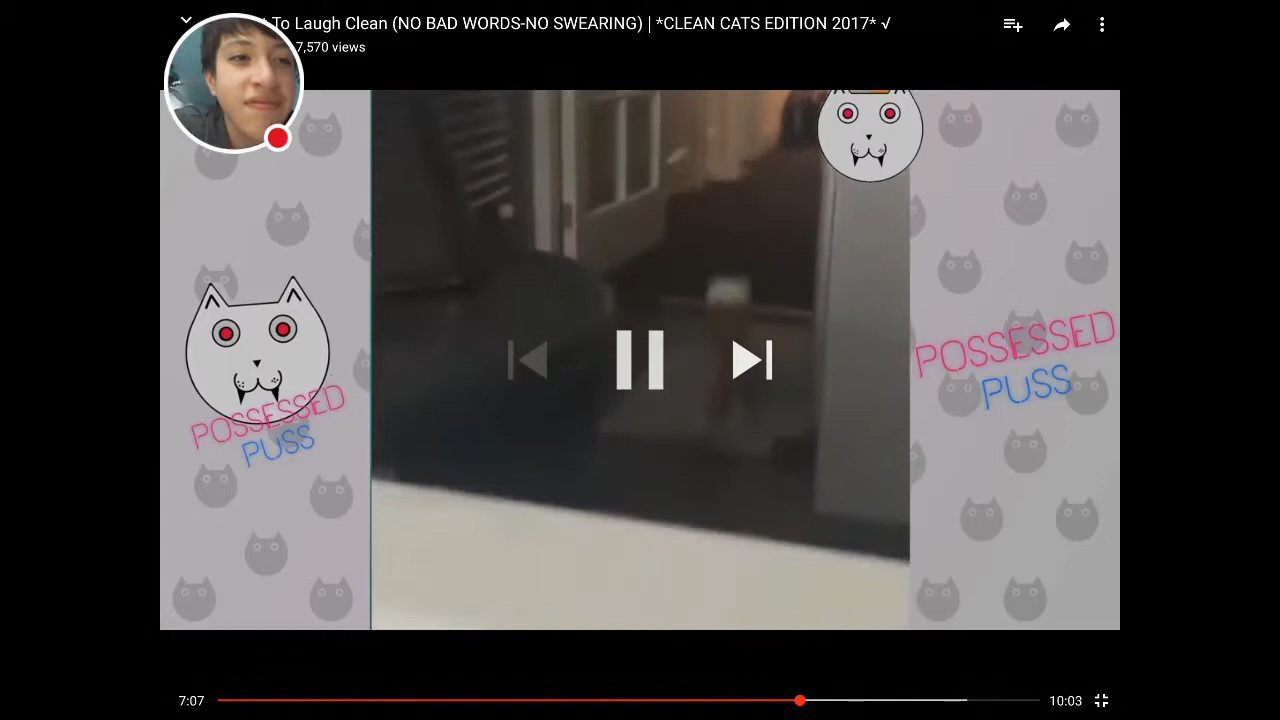 To Laugh Clean (NO BAD WORDS-NO SWEARING) | *CLEAN CATS EDITION 2017* √
7,570 views
POSSESSED
PUSS
POSSESSED
PUSS
7:07
10:03